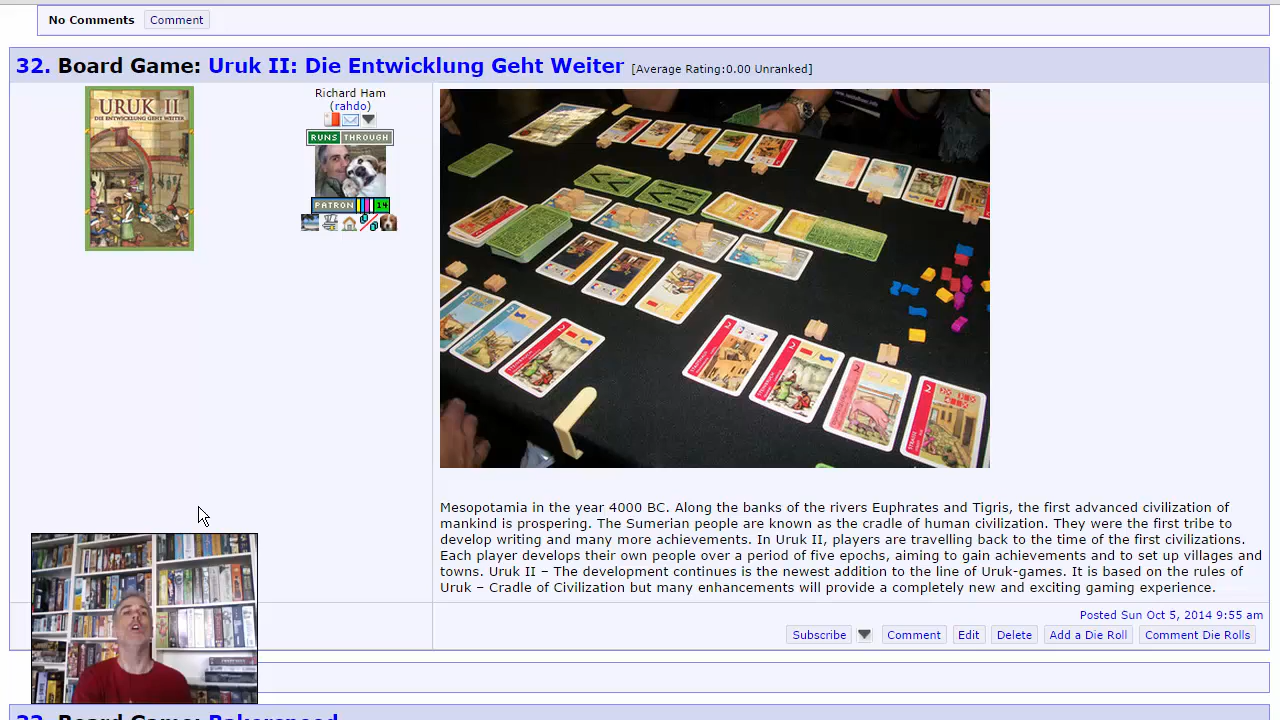 No Comments Comment
32. Board Game: Uruk II: Die Entwicklung Geht Weiter [Average Rating:0.00 Unranked]
URUK II
DIE ENTWICKLUNG GEHT WEITER
Richard Ham
(rahdo)
RUNS THROUGH
PATRON 14
Mesopotamia in the year 4000 BC. Along the banks of the rivers Euphrates and Tigris, the first advanced civilization of
mankind is prospering. The Sumerian people are known as the cradle of human civilization. They were the first tribe to
develop writing and many more achievements. In Uruk II, players are travelling back to the time of the first civilizations.
Each player develops their own people over a period of five epochs, aiming to gain achievements and to set up villages and
towns. Uruk II – The development continues is the newest addition to the line of Uruk-games. It is based on the rules of
Uruk – Cradle of Civilization but many enhancements will provide a completely new and exciting gaming experience.
Posted Sun Oct 5, 2014 9:55 am
Subscribe Comment Edit Delete Add a Die Roll Comment Die Rolls
33. Board Game: Bakerspeed